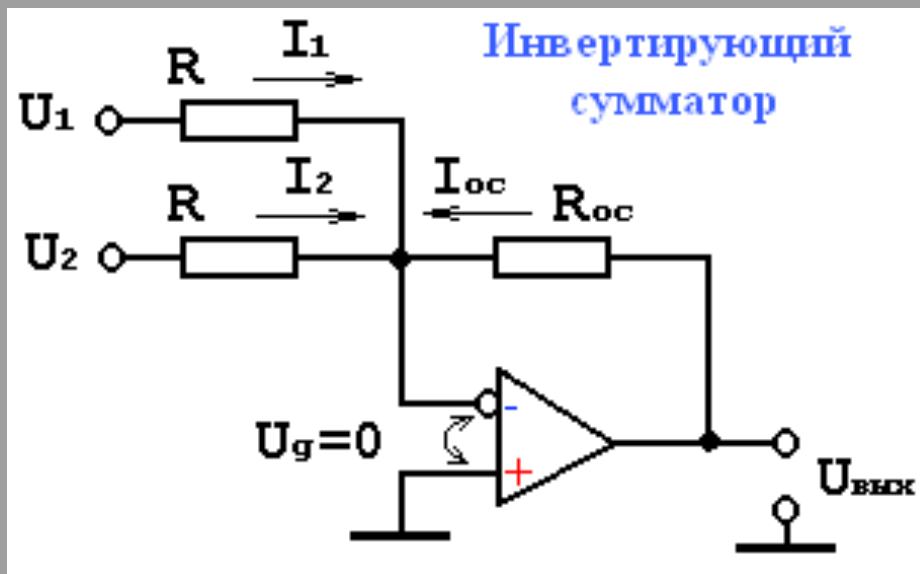 Инвертирующий
сумматор
R
I1
U1
R
I2
Iос
Rос
U2
-
Ug=0
+
Uвых